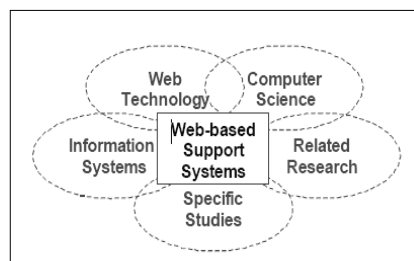 Web
Technology
Computer
Science
Information
Systems
Web-based
Support
Systems
Related
Research
Specific
Studies